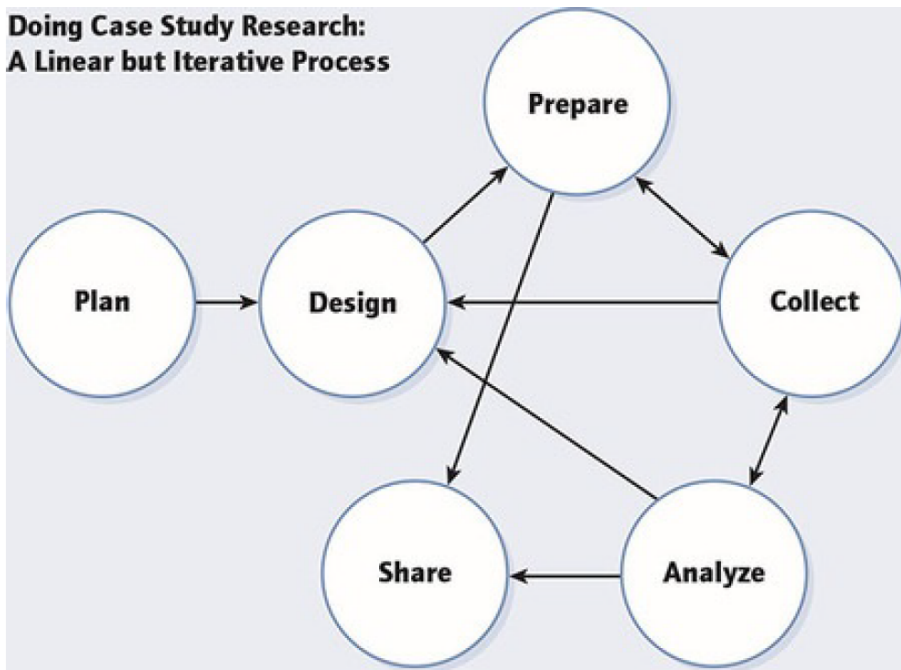 Doing Case Study Research:
A Linear but Iterative Process
Prepare
Plan
Design
Collect
Share
Analyze